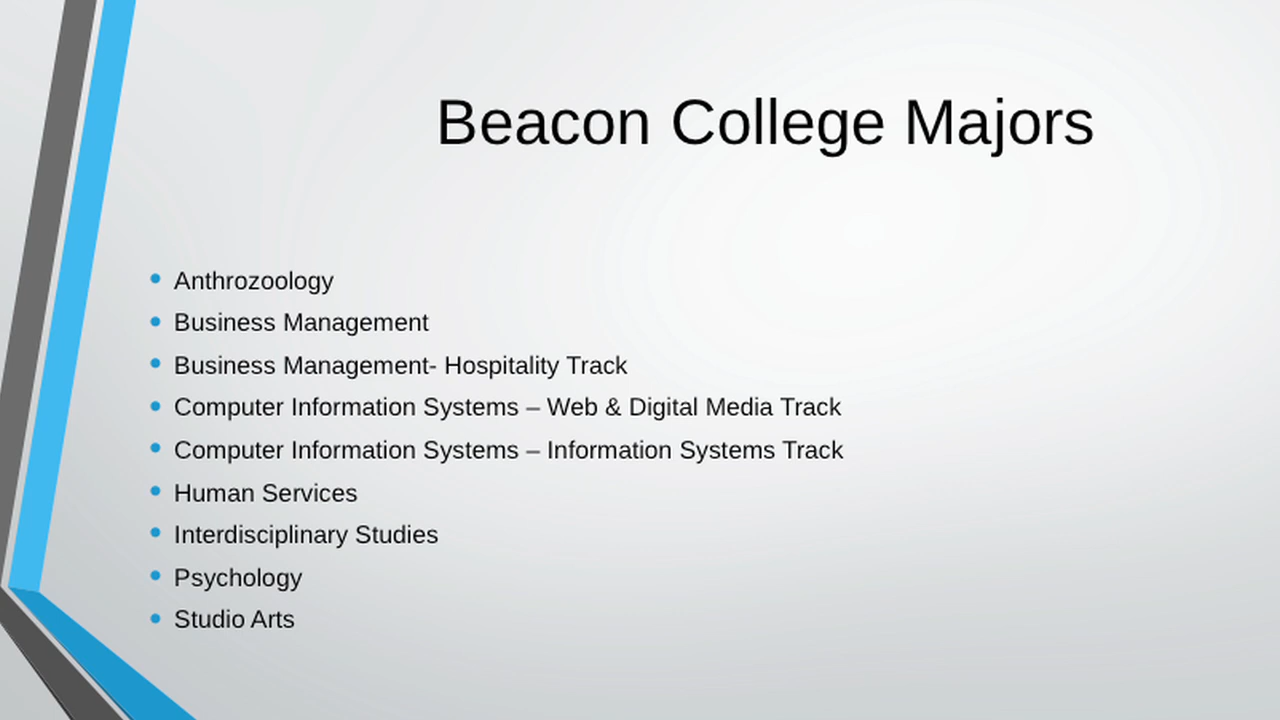 Beacon College Majors
• Anthrozoology
• Business Management
• Business Management- Hospitality Track
• Computer Information Systems – Web & Digital Media Track
• Computer Information Systems – Information Systems Track
• Human Services
• Interdisciplinary Studies
• Psychology
• Studio Arts